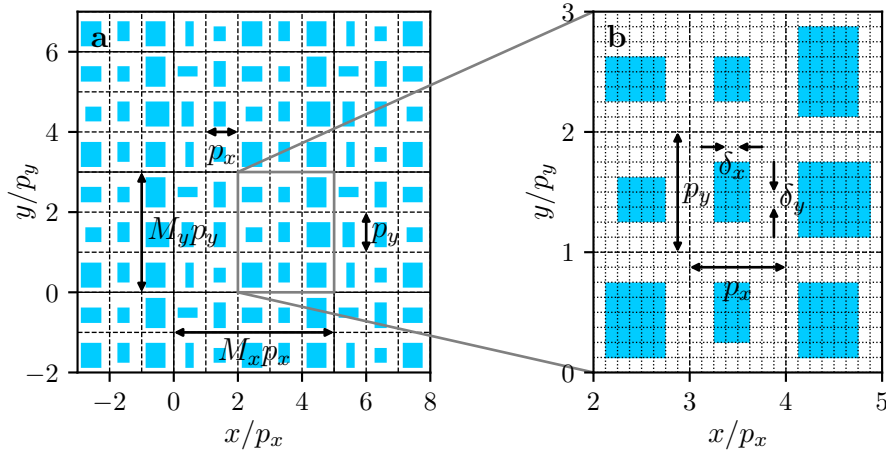 a
y/p_y
6
4
2
0
−2
p_x
M_y p_y
p_y
M_x p_x
−2 0 2 4 6 8
x/p_x
b
y/p_y
3
2
1
0
δ_x
p_y
δ_y
p_x
2 3 4 5
x/p_x